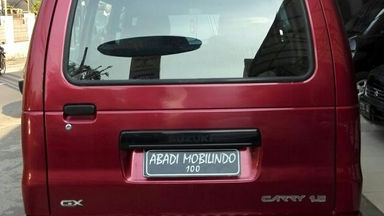 SUZUKI
ABADI MOBILINDO
100
GX
CARRY 1.5